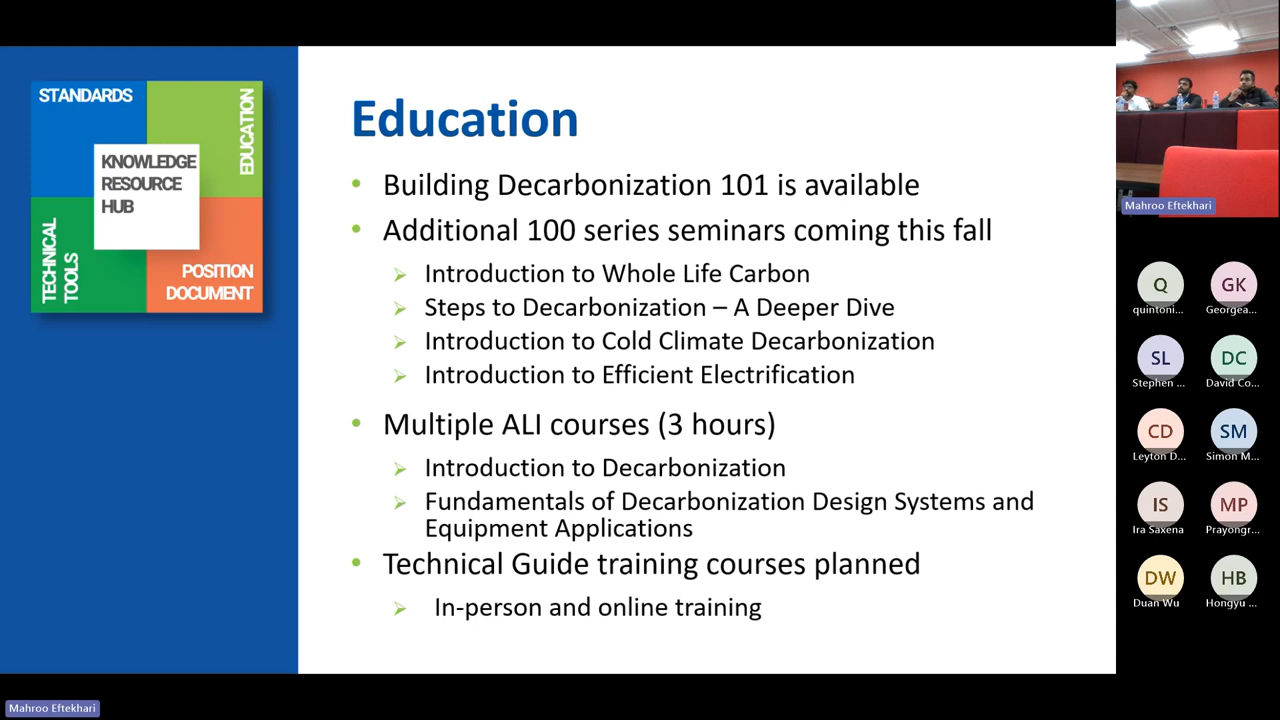 STANDARDS
EDUCATION
KNOWLEDGE
RESOURCE
HUB
TECHNICAL
TOOLS
POSITION
DOCUMENT
Education
• Building Decarbonization 101 is available
• Additional 100 series seminars coming this fall
➢ Introduction to Whole Life Carbon
➢ Steps to Decarbonization – A Deeper Dive
➢ Introduction to Cold Climate Decarbonization
➢ Introduction to Efficient Electrification
• Multiple ALI courses (3 hours)
➢ Introduction to Decarbonization
➢ Fundamentals of Decarbonization Design Systems and
Equipment Applications
• Technical Guide training courses planned
➢ In-person and online training
Mahroo Eftekhari
Q
quintoni...
GK
Georgea...
SL
Stephen ...
DC
David Co...
CD
Leyton D...
SM
Simon M...
IS
Ira Saxena
MP
Prayongr...
DW
Duan Wu
HB
Hongyu ...
Mahroo Eftekhari